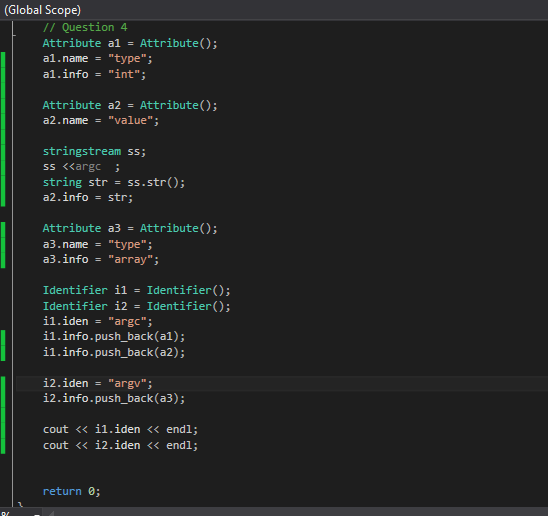 (Global Scope)
// Question 4
Attribute a1 = Attribute();
a1.name = "type";
a1.info = "int";
Attribute a2 = Attribute();
a2.name = "value";
stringstream ss;
ss <<argc  ;
string str = ss.str();
a2.info = str;
Attribute a3 = Attribute();
a3.name = "type";
a3.info = "array";
Identifier i1 = Identifier();
Identifier i2 = Identifier();
i1.iden = "argc";
i1.info.push_back(a1);
i1.info.push_back(a2);
i2.iden = "argv";
i2.info.push_back(a3);
cout << i1.iden << endl;
cout << i2.iden << endl;
return 0;
}
%